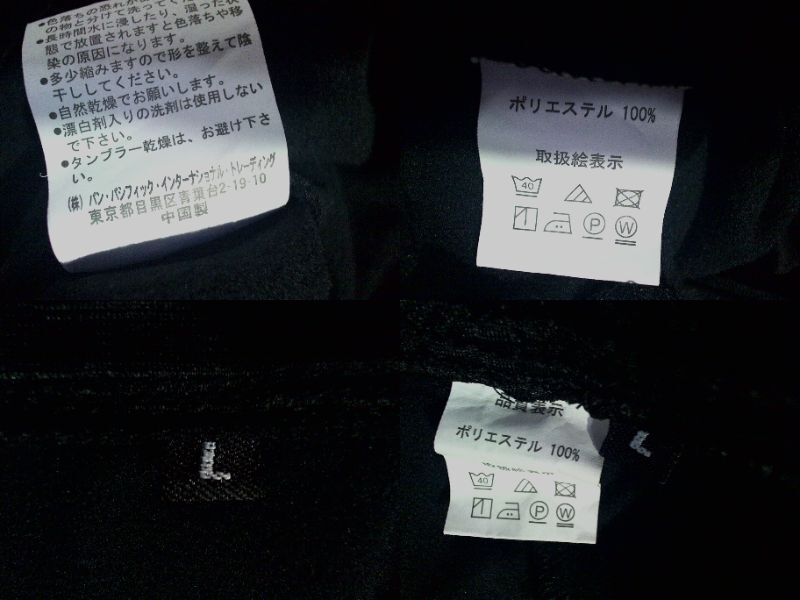 ●色落ちの恐れが
の物と分けて洗ってくだ
●長時間水に浸したり、湿った状
態で放置されますと色落ちや移
染の原因になります。
●多少縮みますので形を整えて陰
干ししてください。
●自然乾燥でお願いします。
●漂白剤入りの洗剤は使用しない
で下さい。
●タンブラー乾燥は、お避け下さ
い。
(株) パン・パシフィック・インターナショナル・トレーディング
東京都目黒区青葉台2-19-10
中国製
ポリエステル 100%
取扱絵表示
40
P W
L
品質表示
ポリエステル 100%
取扱絵表示
40
P W
L